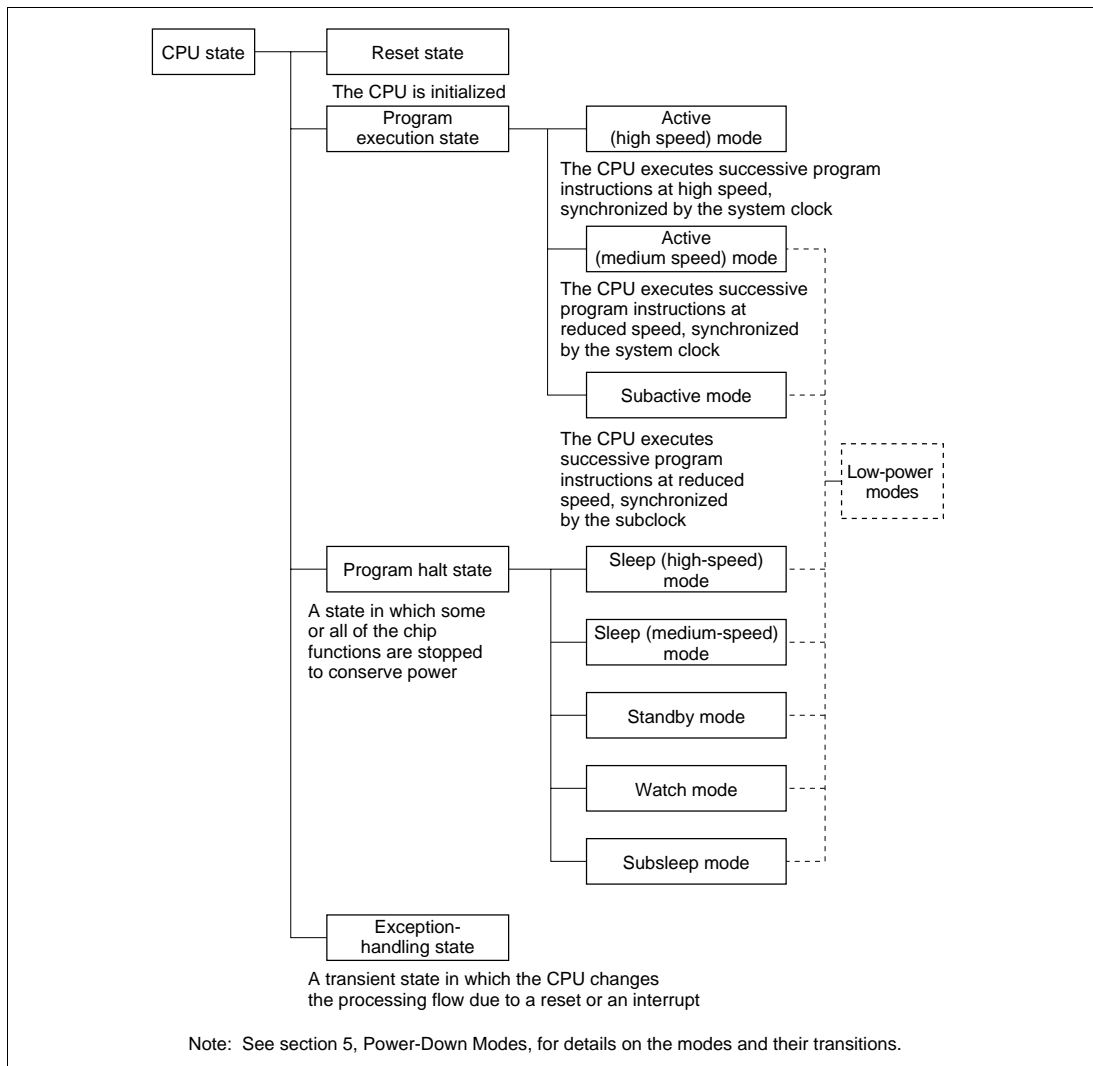 CPU state
Reset state
The CPU is initialized
Program
execution state
Active
(high speed) mode
The CPU executes successive program
instructions at high speed,
synchronized by the system clock
Active
(medium speed) mode
The CPU executes successive
program instructions at
reduced speed, synchronized
by the system clock
Subactive mode
The CPU executes
successive program
instructions at reduced
speed, synchronized
by the subclock
Low-power
modes
Program halt state
A state in which some
or all of the chip
functions are stopped
to conserve power
Sleep (high-speed)
mode
Sleep (medium-speed)
mode
Standby mode
Watch mode
Subsleep mode
Exception-
handling state
A transient state in which the CPU changes
the processing flow due to a reset or an interrupt
Note: See section 5, Power-Down Modes, for details on the modes and their transitions.